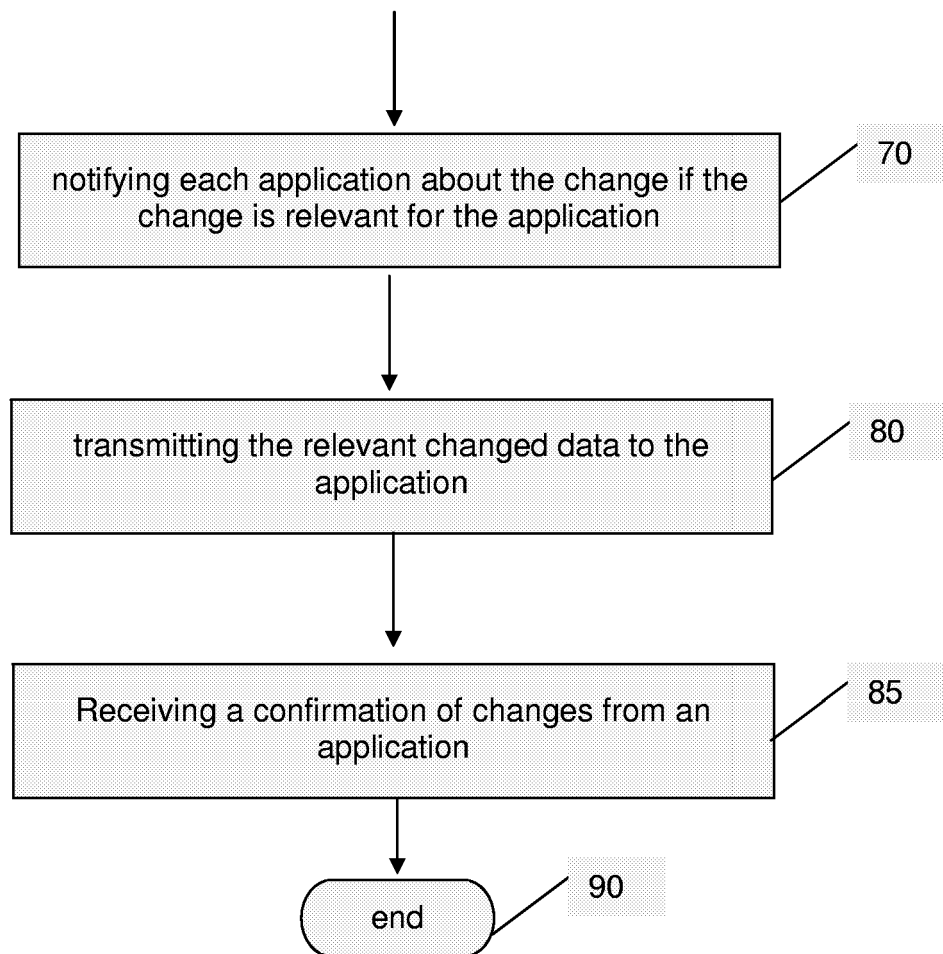 notifying each application about the change if the
change is relevant for the application
70
transmitting the relevant changed data to the
application
80
Receiving a confirmation of changes from an
application
85
end
90